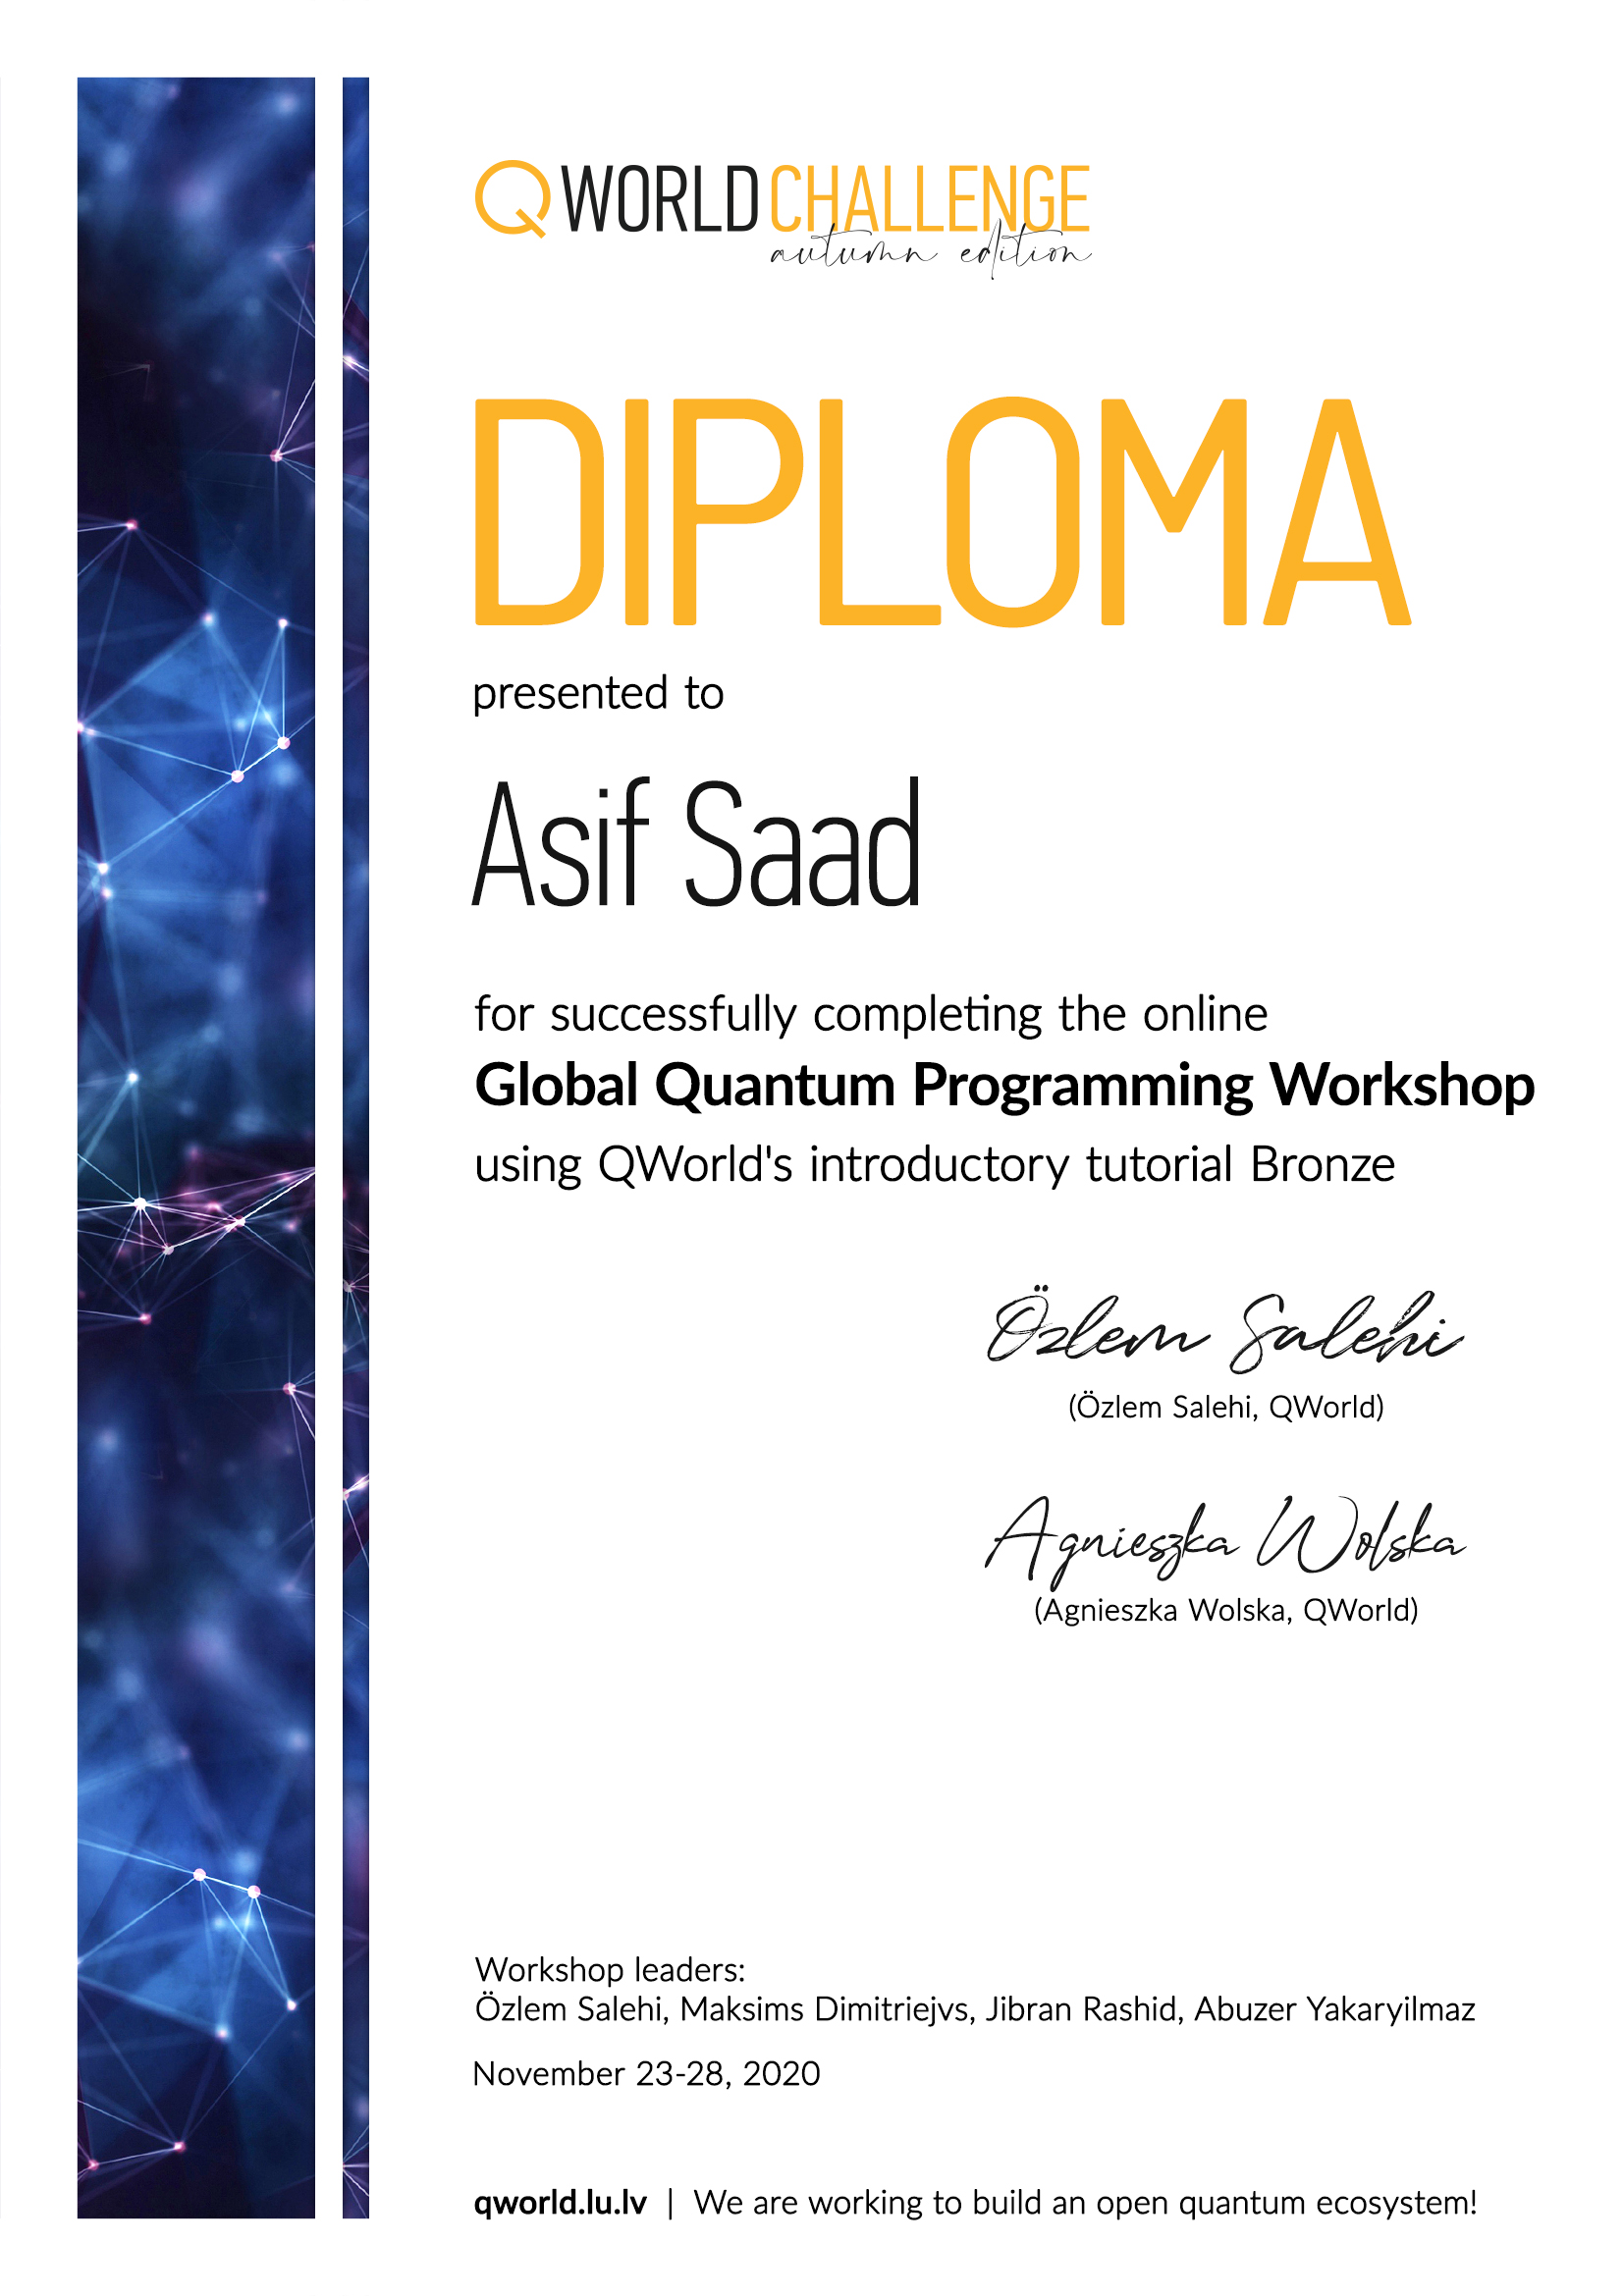 QWORLD CHALLENGE
autumn edition
DIPLOMA
presented to
Asif Saad
for successfully completing the online
Global Quantum Programming Workshop
using QWorld's introductory tutorial Bronze
Özlem Salehi
(Özlem Salehi, QWorld)
Agnieszka Wolska
(Agnieszka Wolska, QWorld)
Workshop leaders:
Özlem Salehi, Maksims Dimitriejvs, Jibran Rashid, Abuzer Yakaryilmaz
November 23-28, 2020
qworld.lu.lv | We are working to build an open quantum ecosystem!